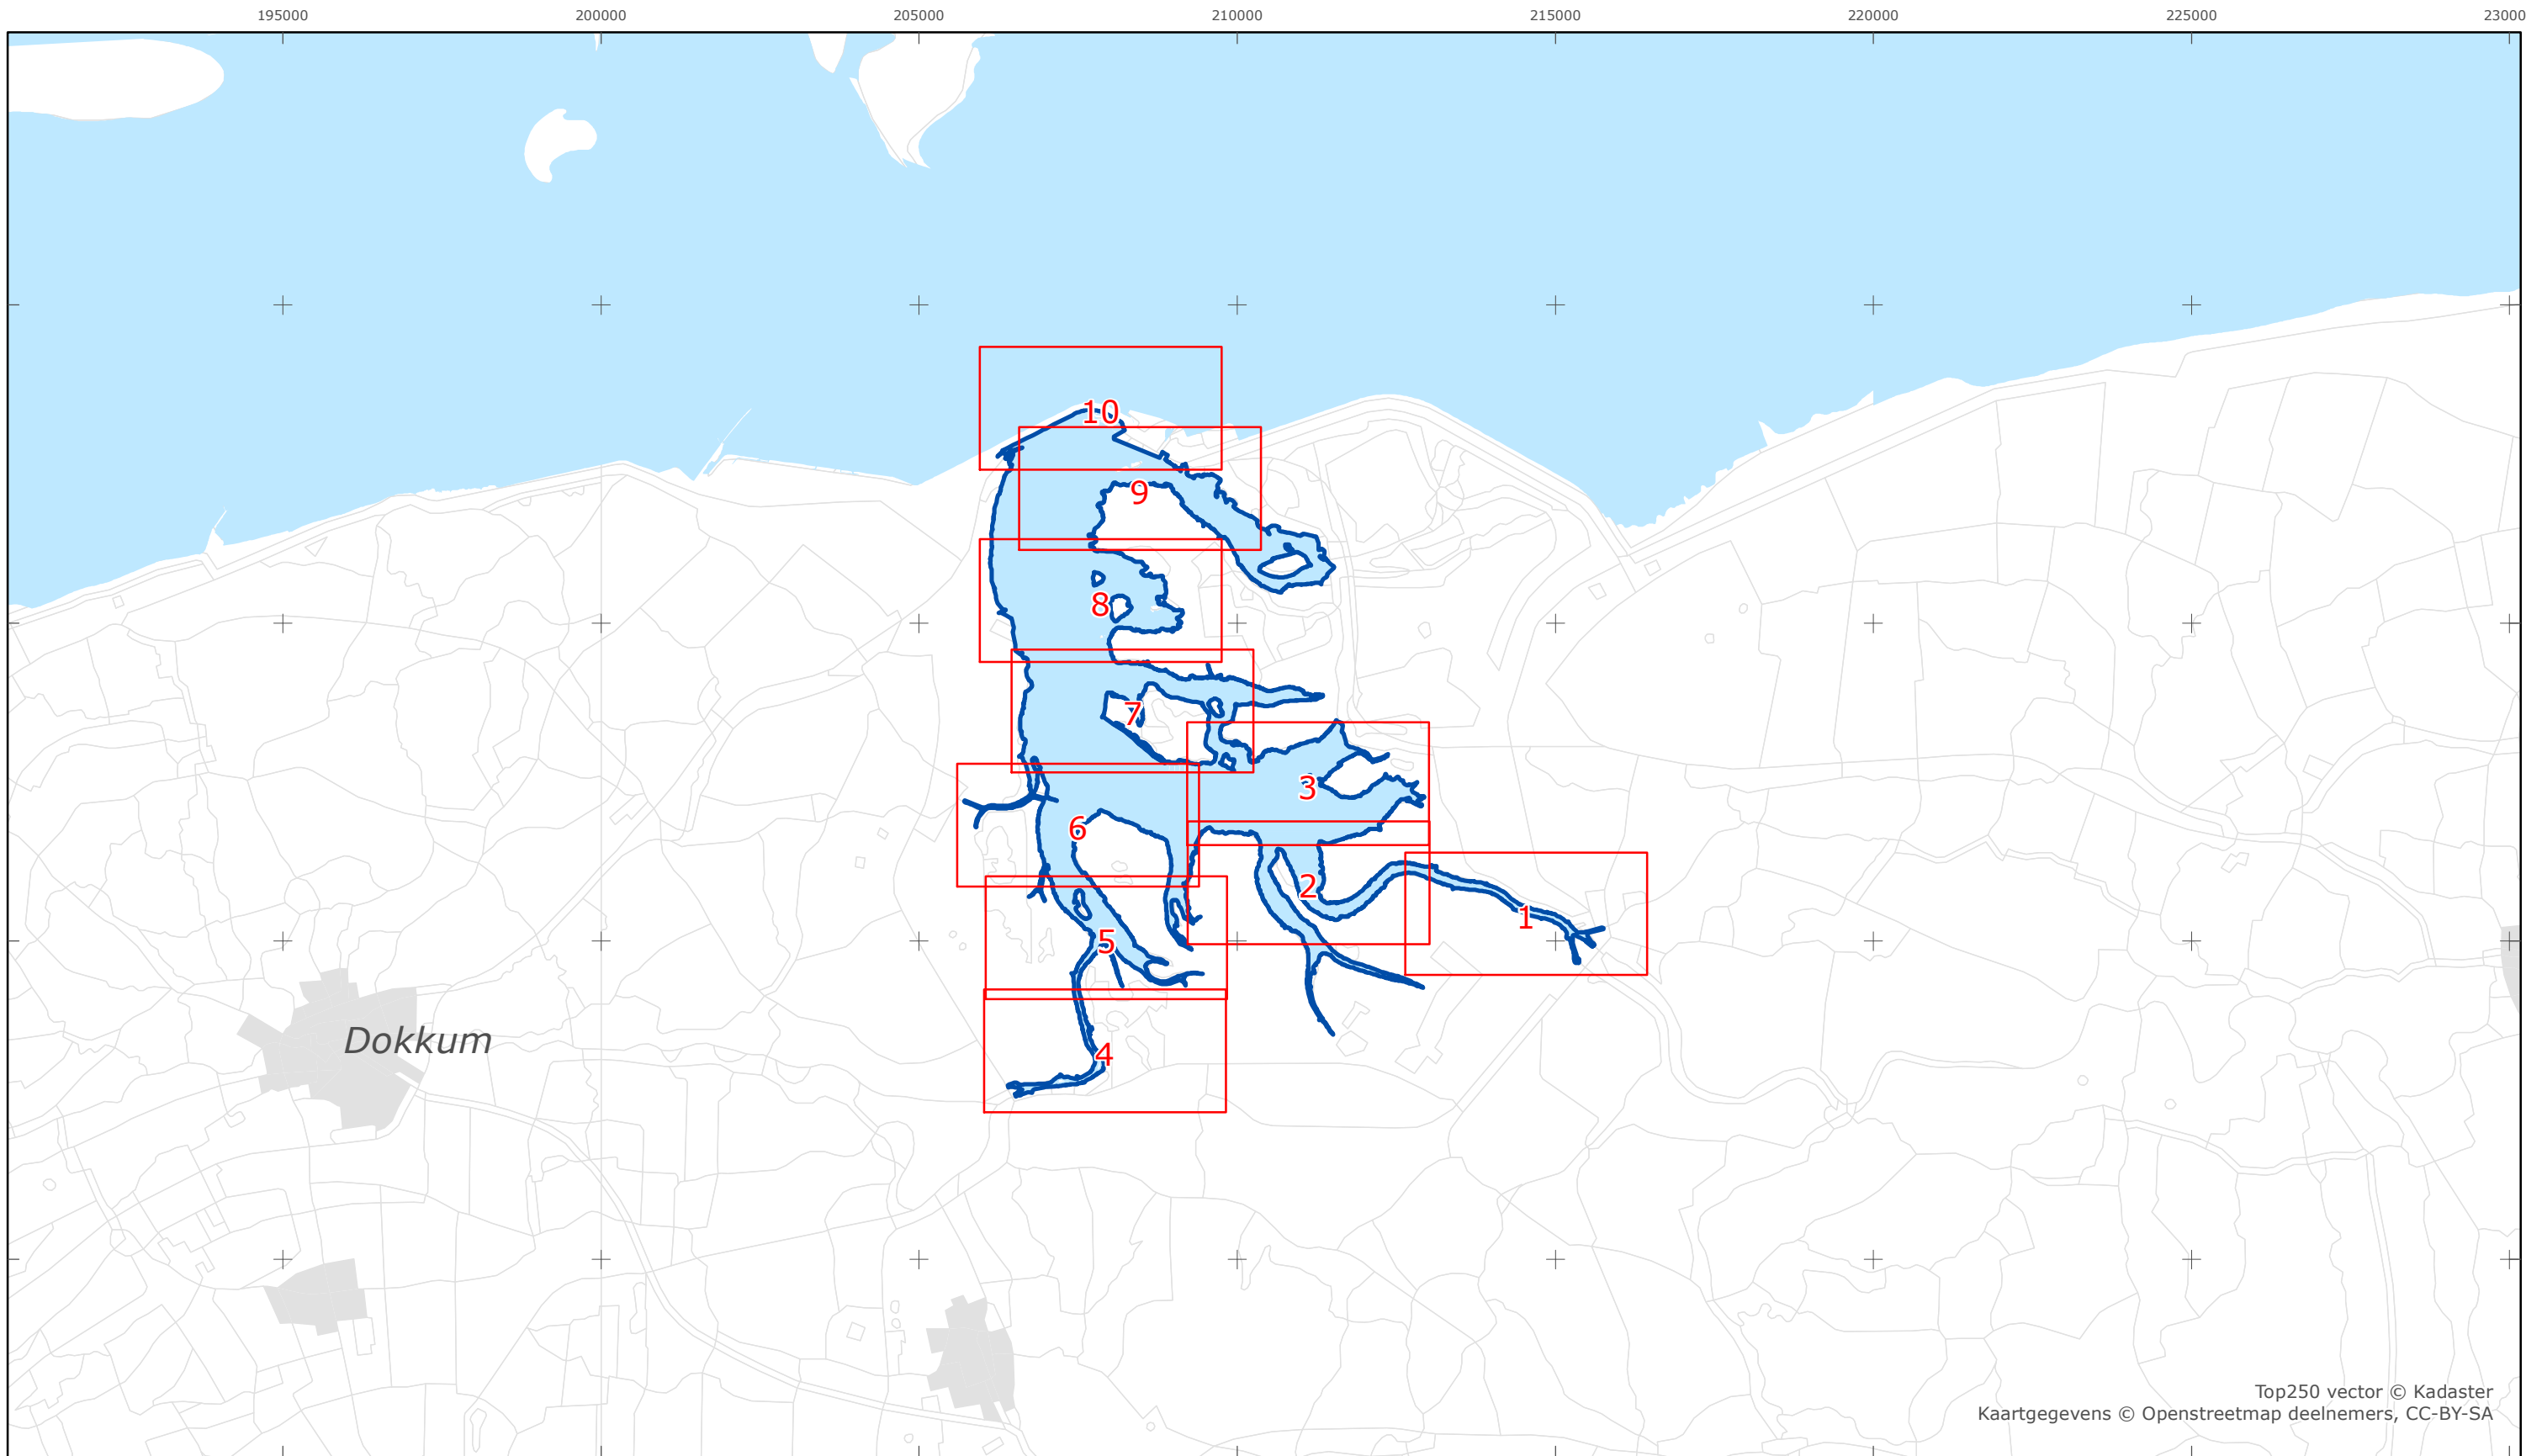 195000 200000 205000 210000 215000 220000 225000 23000
10
9
8
7
3
6
2
1
5
Dokkum
4
Top250 vector © Kadaster
Kaartgegevens © Openstreetmap deelnemers, CC-BY-SA